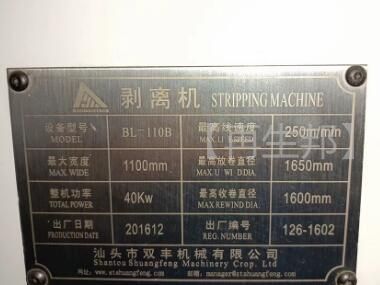 剥离机 STRIPPING MACHINE
设备型号 BL-110B 最高线速度 250m/min
MODEL MAX. LI SPEED
最大宽度 1100mm 最高放卷直径 1650mm
MAX. WIDE MAX. U WI D DIA.
整机功率 40Kw 最高收卷直径 1600mm
TOTAL POWER MAX.REWIND DIA.
出厂日期 201612 出厂编号 126-1602
PRODUCTION DATE REG. NUMBER
汕头市双丰机械有限公司
Shantou Shuangfeng Machinery Crop. Ltd